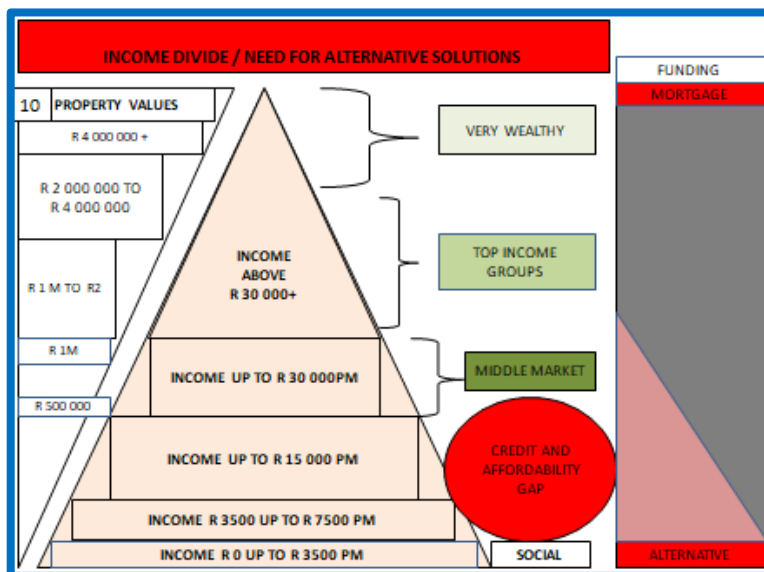 INCOME DIVIDE / NEED FOR ALTERNATIVE SOLUTIONS
FUNDING
MORTGAGE
10 PROPERTY VALUES
R 4 000 000 +
VERY WEALTHY
R 2 000 000 TO
R 4 000 000
INCOME
ABOVE
R 30 000+
TOP INCOME
GROUPS
R 1 M TO R2
R 1M
INCOME UP TO R 30 000PM
MIDDLE MARKET
R 500 000
INCOME UP TO R 15 000 PM
CREDIT AND
AFFORDABILITY
GAP
INCOME R 3500 UP TO R 7500 PM
INCOME R 0 UP TO R 3500 PM
SOCIAL
ALTERNATIVE